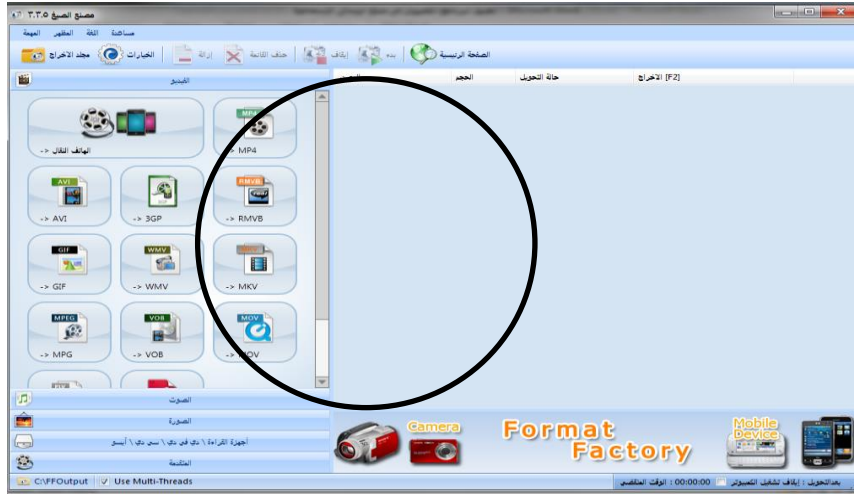 مصنع الصيغ ٣.٣.٥
المهمة المظهر اللغة مساعدة
مجلد الاخراج الخيارات إزالة حذف القائمة إيقاف بدء الصفحة الرئيسية
الفيديو
الحجم حالة التحويل الاخراج [F2]
الهاتف النقال <-
-> MP4
AVI
-> AVI
-> 3GP
RMVB
-> RMVB
GIF
-> GIF
WMV
-> WMV
-> MKV
MPEG
-> MPG
VOB
-> VOB
MOV
-> MOV
الصوت
الصورة
أجهزة القراءة \ دي في دي \ سي دي \ أيسو
المتقدمة
Camera
Format
Factory
Mobile
Device
C:\FFOutput Use Multi-Threads
الوقت المنقضي : 00:00:00
بعدالتحويل : إيقاف تشغيل الكمبيوتر